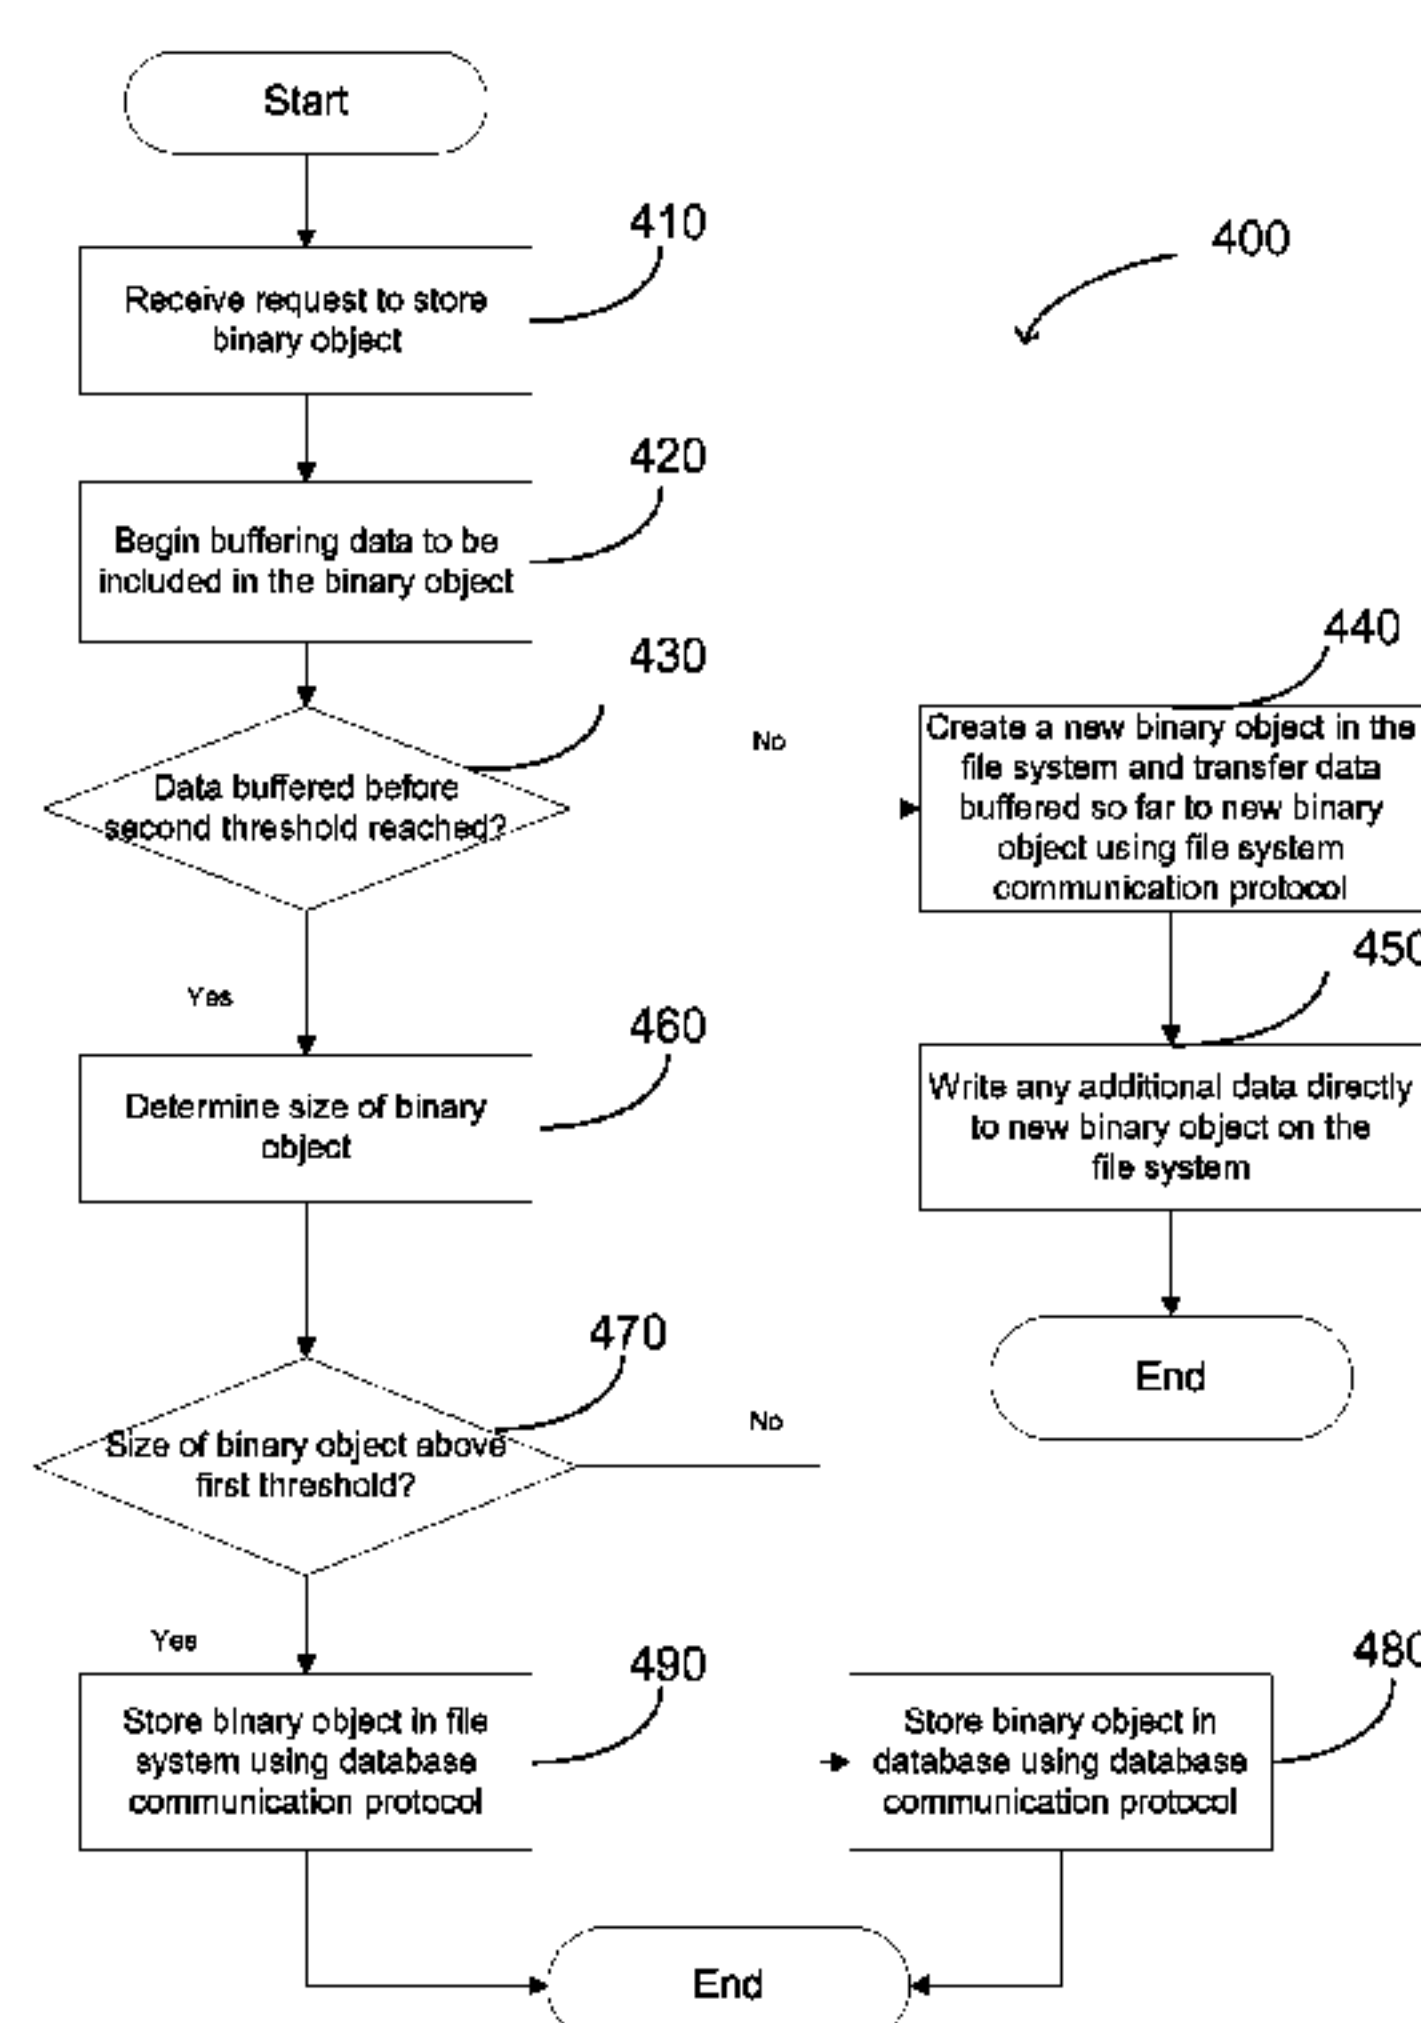 Start
410
400
Receive request to store
binary object
420
Begin buffering data to be
included in the binary object
430
440
No
Create a new binary object in the
file system and transfer data
buffered so far to new binary
object using file system
communication protocol
Data buffered before
second threshold reached?
450
Yes
460
Determine size of binary
object
Write any additional data directly
to new binary object on the
file system
470
End
No
Size of binary object above
first threshold?
Yes
490
480
Store binary object in file
system using database
communication protocol
Store binary object in
database using database
communication protocol
End